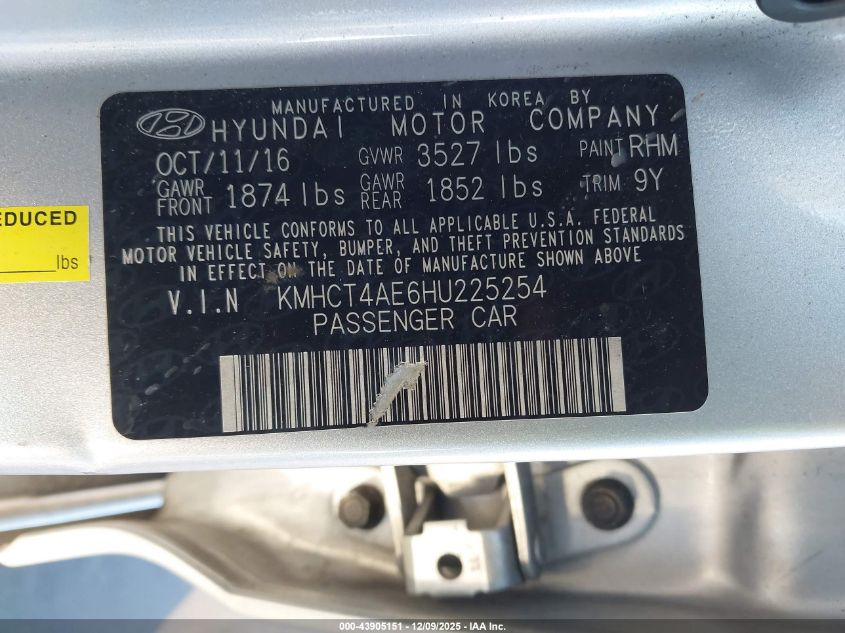 MANUFACTURED IN KOREA BY
HYUNDAI MOTOR COMPANY
OCT/11/16 GVWR 3527 lbs PAINT RHM
GAWR FRONT 1874 lbs GAWR REAR 1852 lbs TRIM 9Y
THIS VEHICLE CONFORMS TO ALL APPLICABLE U.S.A. FEDERAL
MOTOR VEHICLE SAFETY, BUMPER, AND THEFT PREVENTION STANDARDS
IN EFFECT ON THE DATE OF MANUFACTURE SHOWN ABOVE
V.I.N KMHCT4AE6HU225254
PASSENGER CAR
EDUCED
lbs
000-43905151 - 12/09/2025 - IAA Inc.